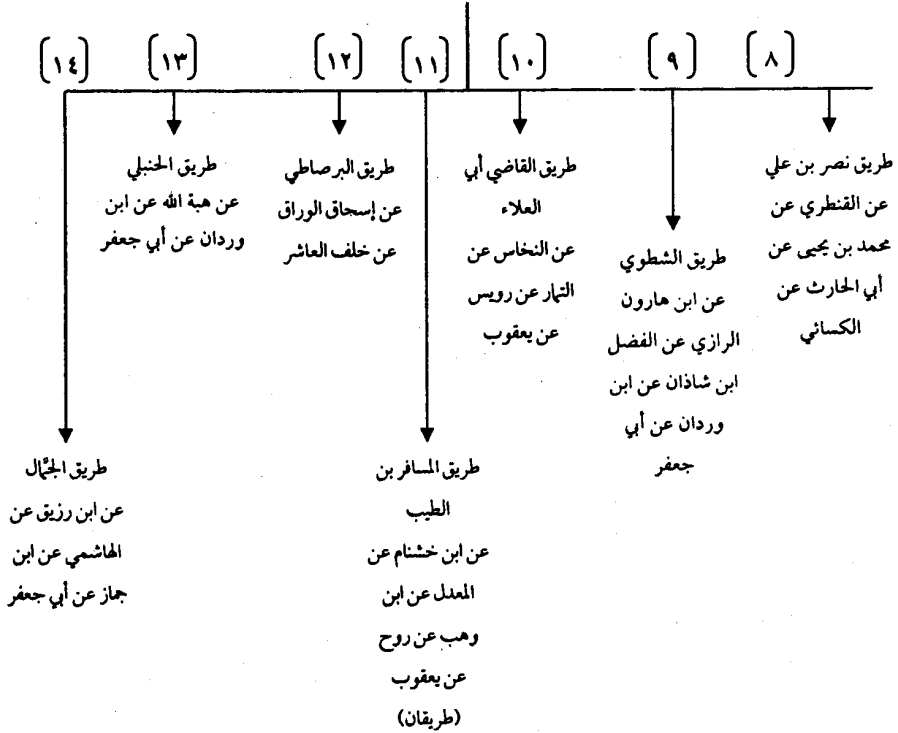 [٨]
[٩]
[١٠]
[١١]
[١٢]
[١٣]
[١٤]
طريق نصر بن علي
عن القنطري عن
محمد بن يحيى عن
أبي الحارث عن
الكسائي
طريق الشطوي
عن ابن هارون
الرازي عن الفضل
ابن شاذان عن ابن
وردان عن أبي
جعفر
طريق القاضي أبي
العلاء
عن النخاس عن
التمار عن رويس
عن يعقوب
طريق المسافر بن
الطيب
عن ابن خشنام عن
المعدل عن ابن
وهب عن روح
عن يعقوب
(طريقان)
طريق البرصاطي
عن إسحاق الوراق
عن خلف العاشر
طريق الحنبلي
عن هبة الله عن ابن
وردان عن أبي جعفر
طريق الجمَّال
عن ابن رزيق عن
الهاشمي عن ابن
جماز عن أبي جعفر